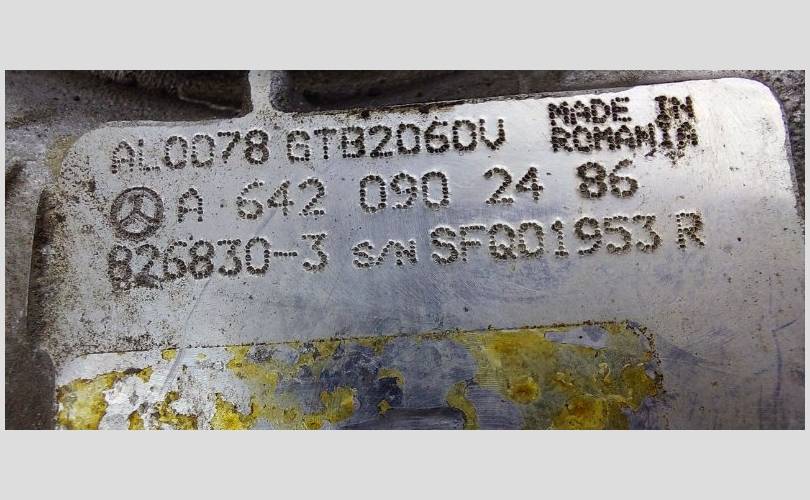 AL0078 GTB2060V MADE IN ROMANIA
A 642 090 24 86
826830-3 S/N SFQ01953 R